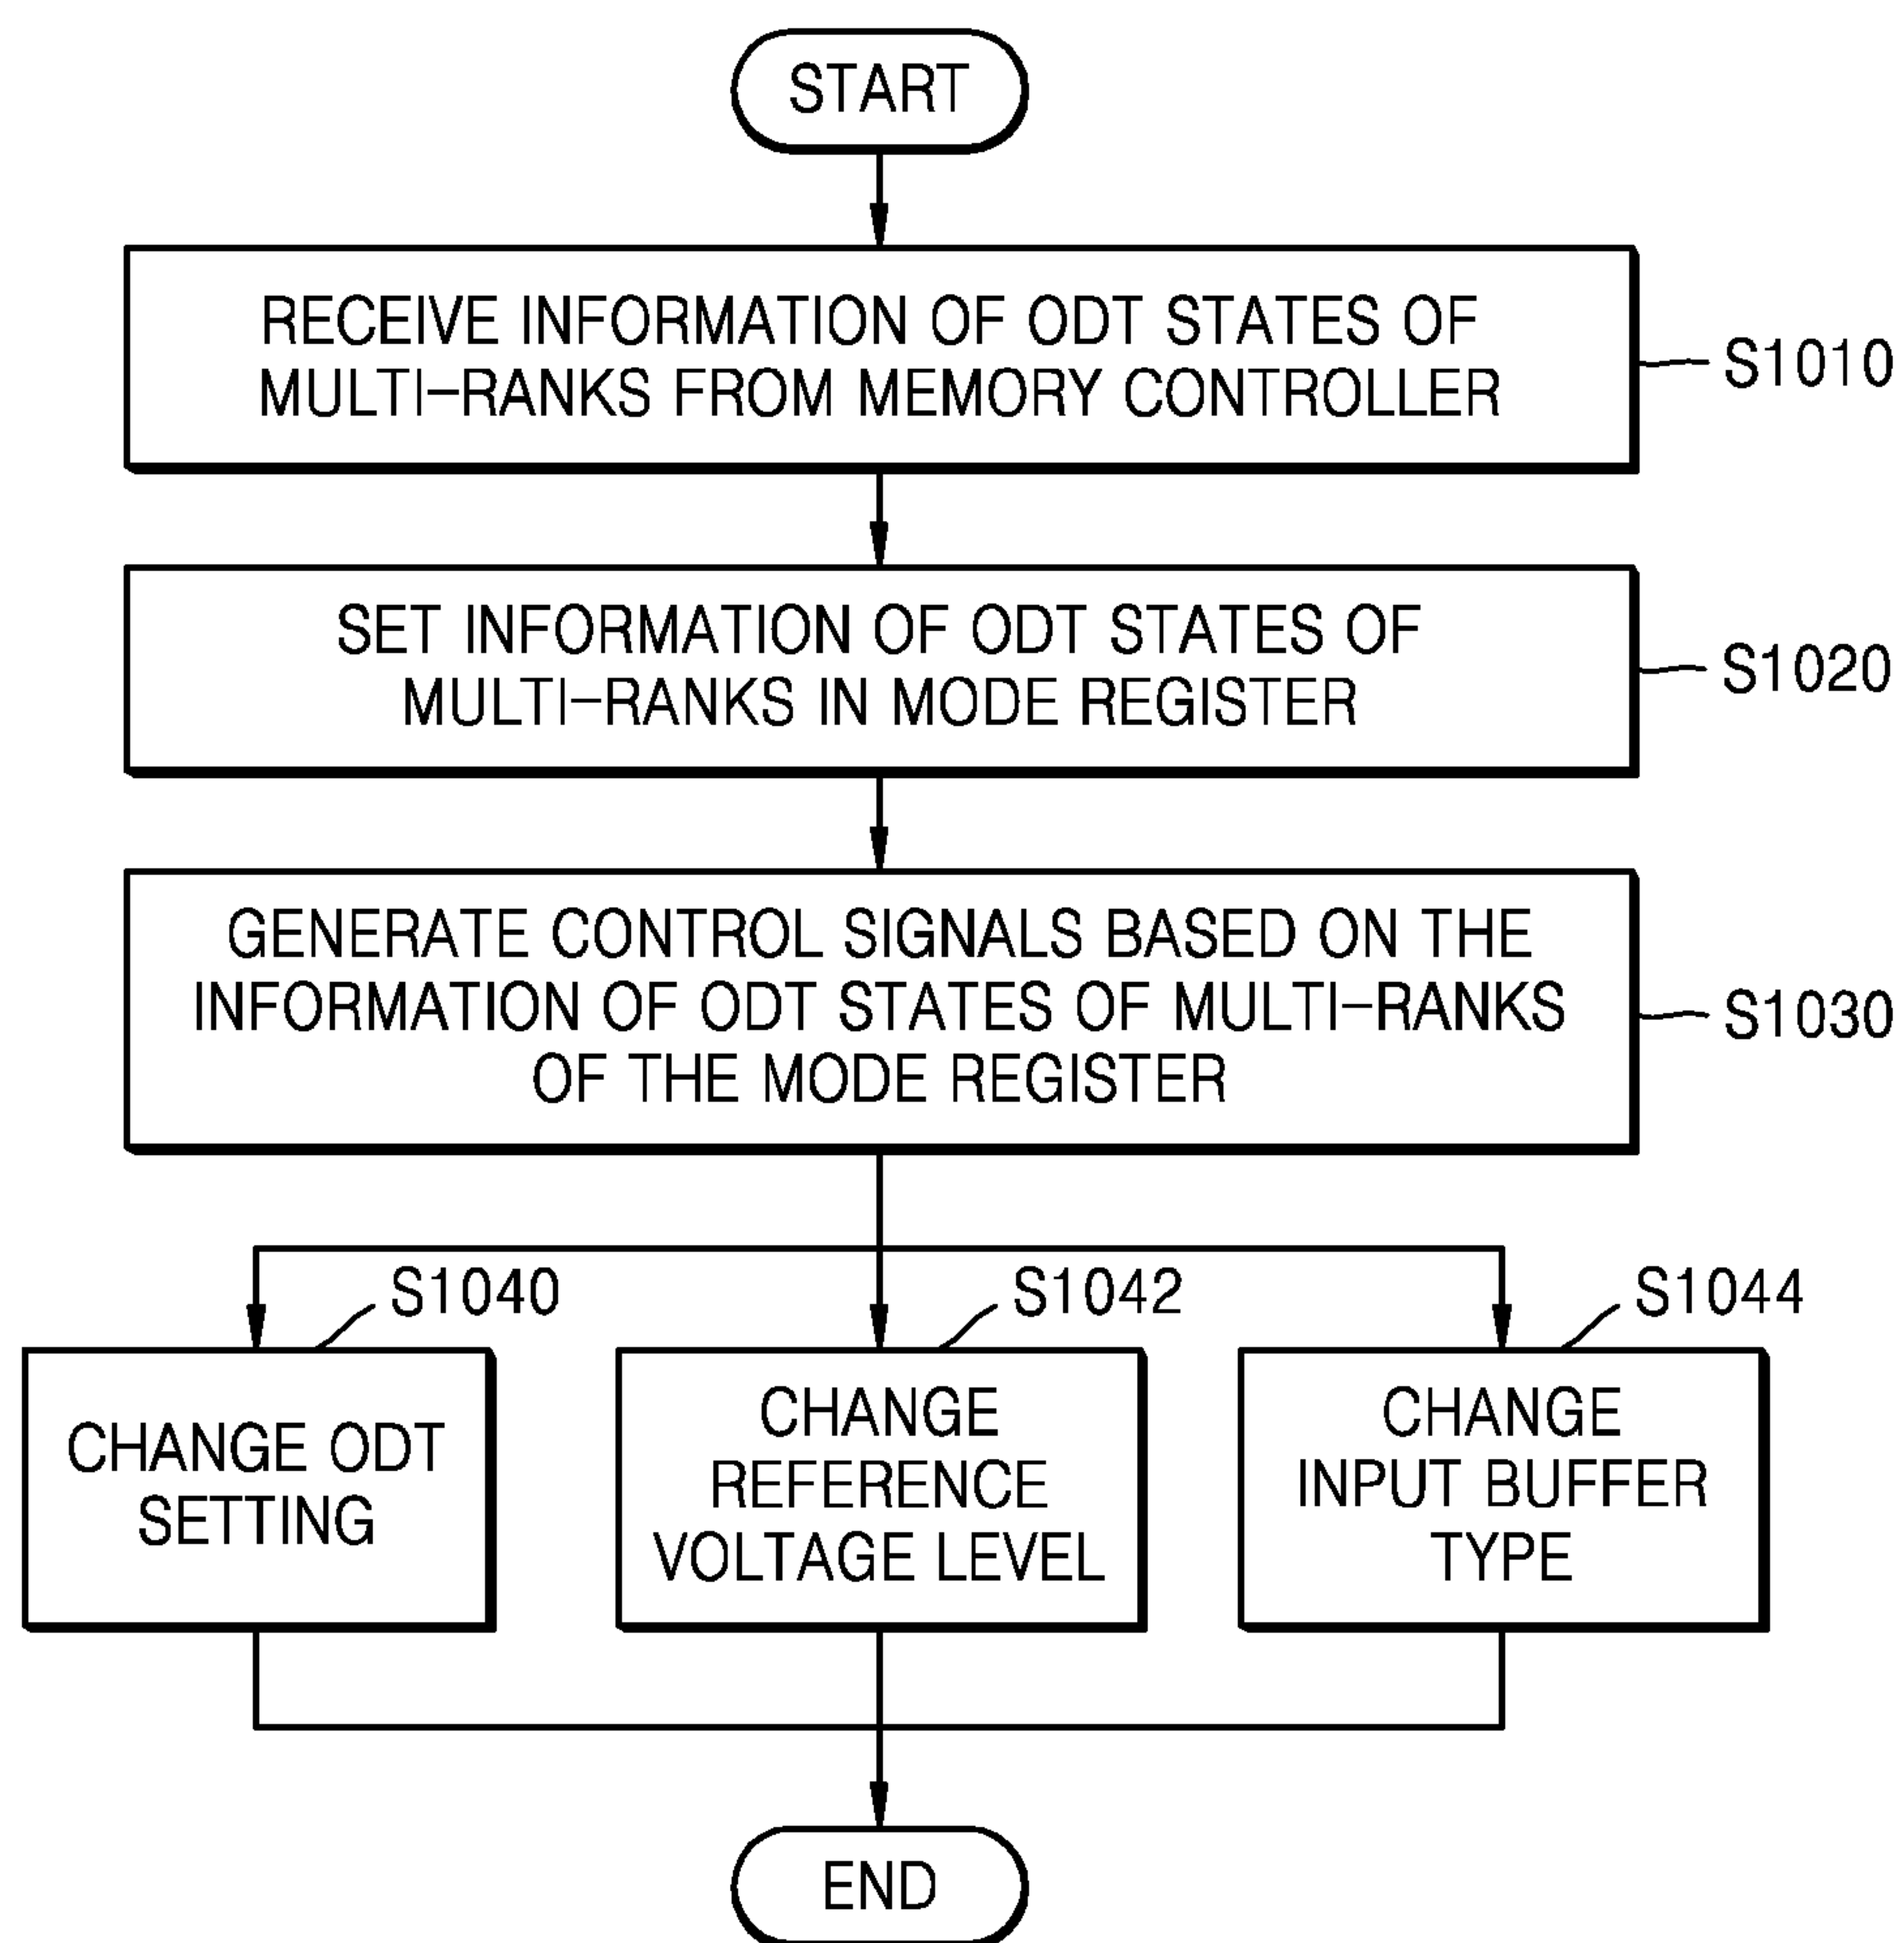 START
RECEIVE INFORMATION OF ODT STATES OF
MULTI-RANKS FROM MEMORY CONTROLLER
S1010
SET INFORMATION OF ODT STATES OF
MULTI-RANKS IN MODE REGISTER
S1020
GENERATE CONTROL SIGNALS BASED ON THE
INFORMATION OF ODT STATES OF MULTI-RANKS
OF THE MODE REGISTER
S1030
S1040
CHANGE ODT
SETTING
S1042
CHANGE
REFERENCE
VOLTAGE LEVEL
S1044
CHANGE
INPUT BUFFER
TYPE
END